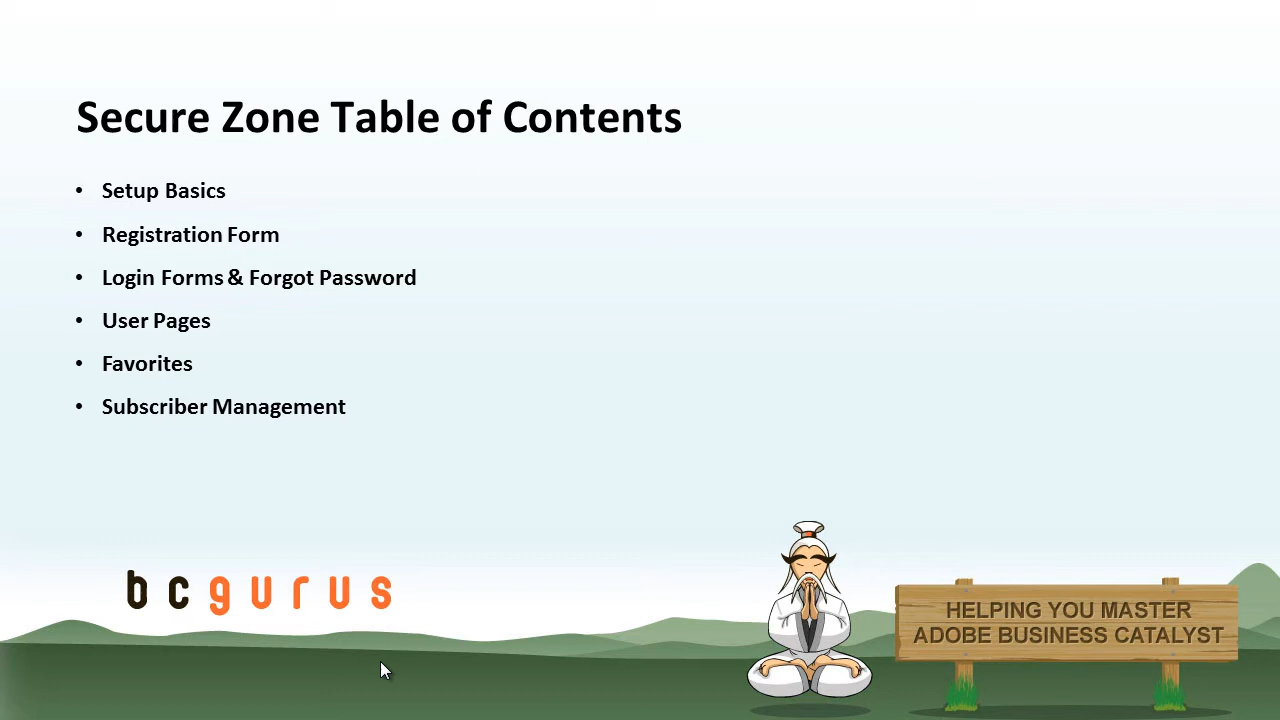 Secure Zone Table of Contents
• Setup Basics
• Registration Form
• Login Forms & Forgot Password
• User Pages
• Favorites
• Subscriber Management
bcgurus
HELPING YOU MASTER
ADOBE BUSINESS CATALYST